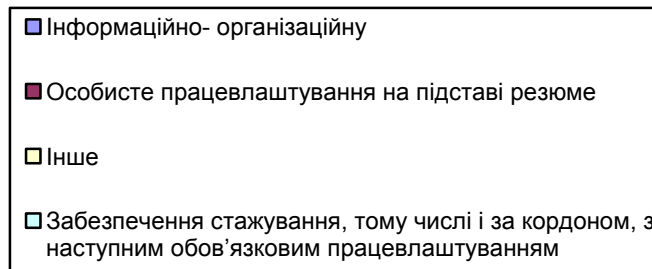 Інформаційно- організаційну
Особисте працевлаштування на підставі резюме
Інше
Забезпечення стажування, тому числі і за кордоном, з
наступним обов’язковим працевлаштуванням